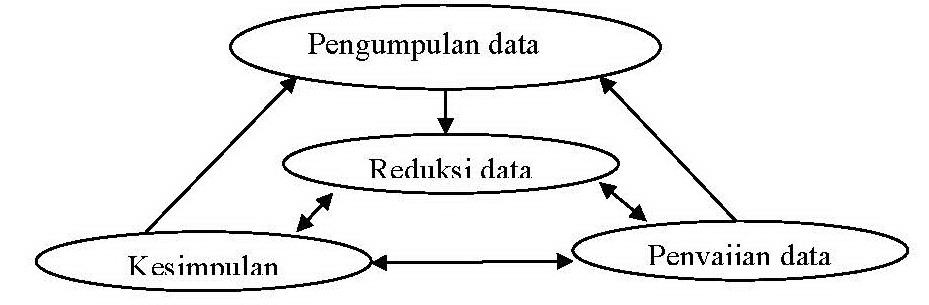 Pengumpulan data
Reduksi data
Kesimpulan
Penyajian data